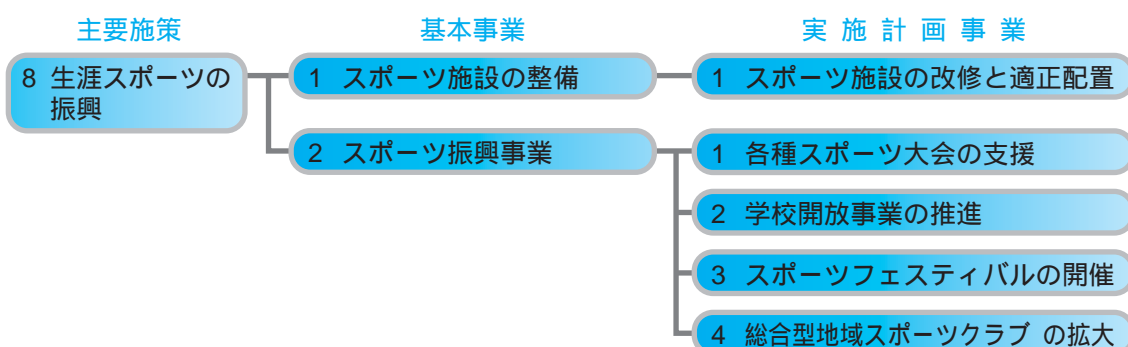 主要施策
基本事業
実施計画事業
8 生涯スポーツの
振興
1 スポーツ施設の整備
1 スポーツ施設の改修と適正配置
2 スポーツ振興事業
1 各種スポーツ大会の支援
2 学校開放事業の推進
3 スポーツフェスティバルの開催
4 総合型地域スポーツクラブ の拡大